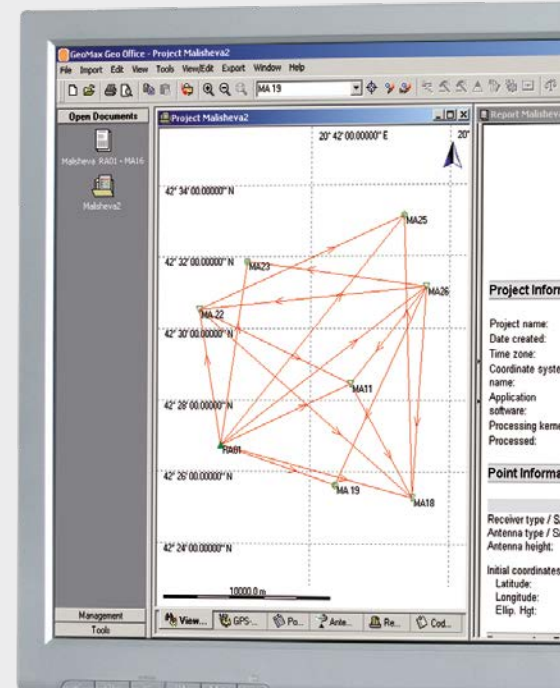 GeoMax Geo Office - Project Malisheva2
File Import Edit View Tools View/Edit Export Window Help
MA 19
Open Documents
Malisheva RA01 - MA16
Malisheva2
Project Malisheva2
20° 42' 00.00000" E
20°
42° 34' 00.00000" N
MA25
42° 32' 00.00000" N
MA23
MA26
MA 22
42° 30' 00.00000" N
MA11
42° 28' 00.00000" N
RA01
42° 26' 00.00000" N
MA 19
MA18
42° 24' 00.00000" N
10000.0 m
Management
Tools
View...
GPS-...
Po...
Ante...
Re...
Cod...
Report Malisheva
Project Inform
Project name:
Date created:
Time zone:
Coordinate syste
name:
Application
software:
Processing kerne
Processed:
Point Informa
Receiver type / S
Antenna type / S
Antenna height:
Initial coordinates
Latitude:
Longitude:
Ellip. Hgt: